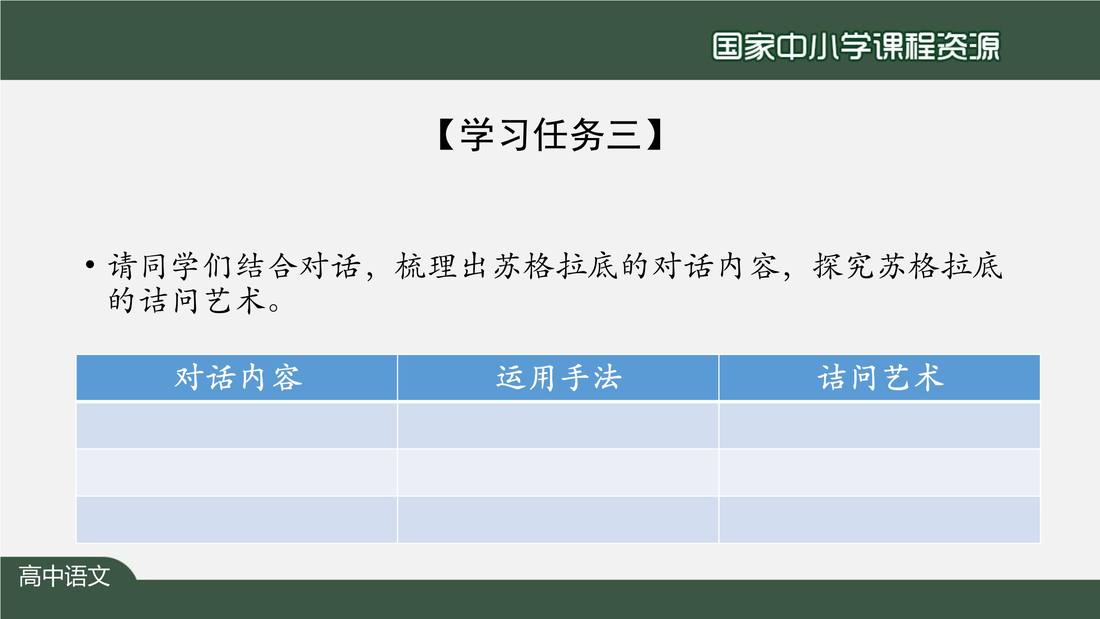 国家中小学课程资源
【学习任务三】
• 请同学们结合对话，梳理出苏格拉底的对话内容，探究苏格拉底
的诘问艺术。
对话内容 运用手法 诘问艺术
高中语文